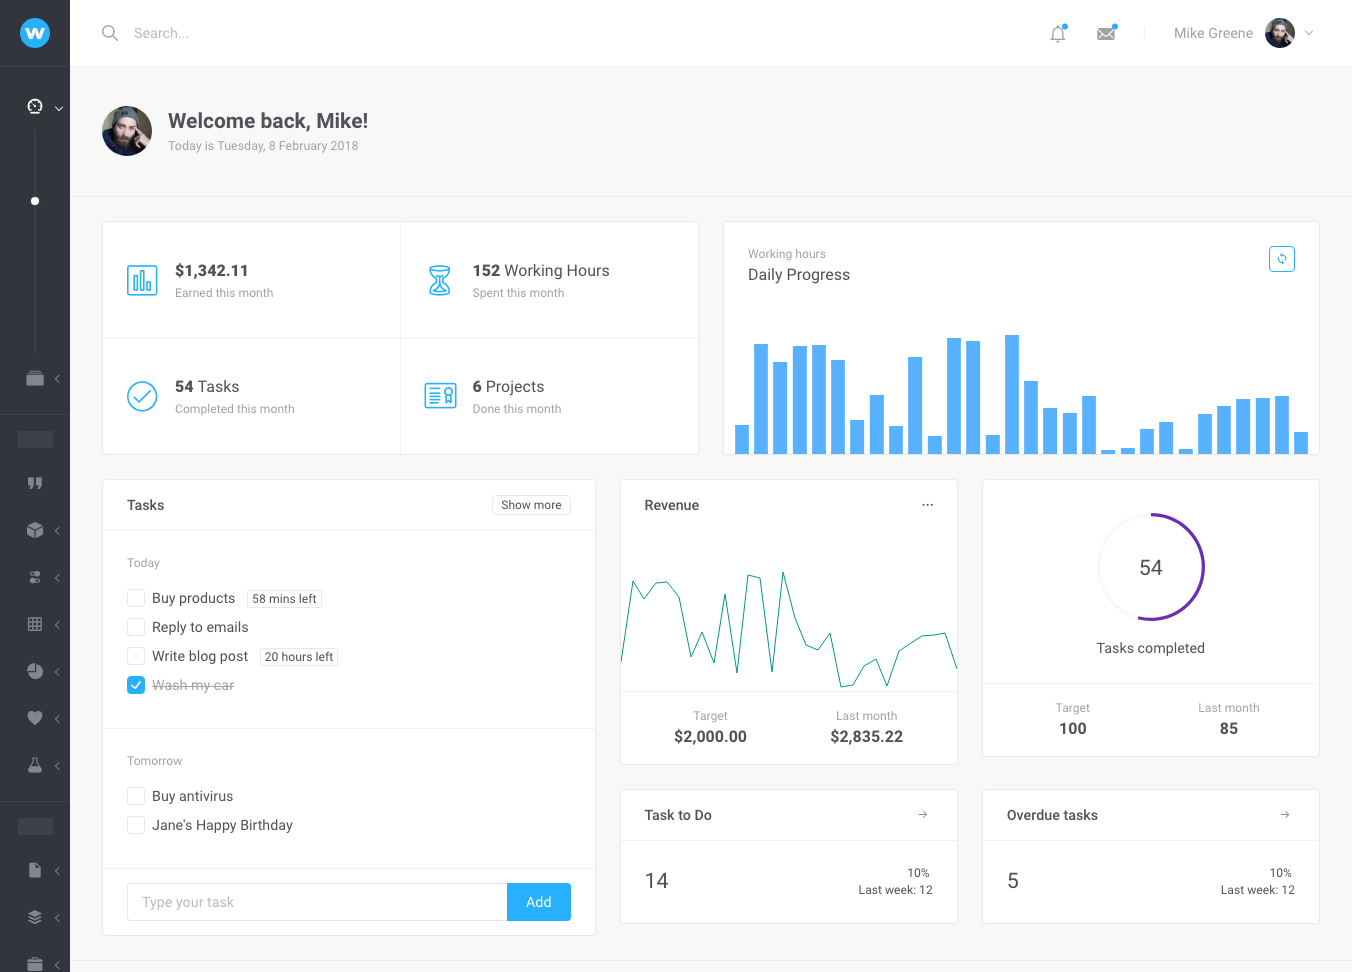 W
Search...
Mike Greene
Welcome back, Mike!
Today is Tuesday, 8 February 2018
$1,342.11
Earned this month
152 Working Hours
Spent this month
54 Tasks
Completed this month
6 Projects
Done this month
Working hours
Daily Progress
Tasks
Show more
Today
Buy products 58 mins left
Reply to emails
Write blog post 20 hours left
Wash my car
Tomorrow
Buy antivirus
Jane's Happy Birthday
Type your task
Add
Revenue
Target
$2,000.00
Last month
$2,835.22
54
Tasks completed
Target
100
Last month
85
Task to Do
14
10%
Last week: 12
Overdue tasks
5
10%
Last week: 12